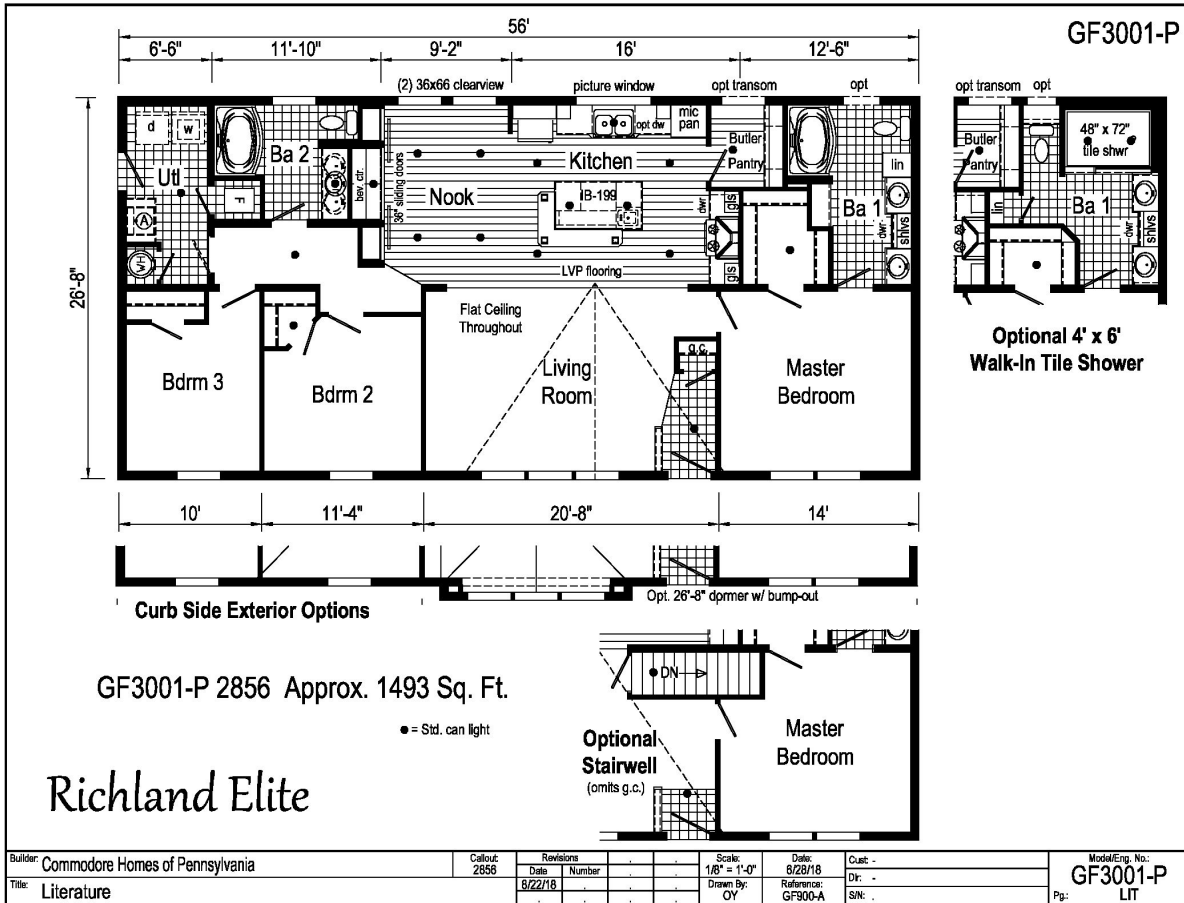 56'
GF3001-P
6'-6"
11'-10"
9'-2"
16'
12'-6"
(2) 36x66 clearview
picture window
opt transom
opt
opt transom
opt
26'-8"
d
w
Utl
A
WH
F
Ba 2
bev. ctr.
36" sliding doors
Nook
Kitchen
opt dw
mic
pan
Butler
Pantry
IB-199
dwr
gls
gls
LVP flooring
lin
Ba 1
dwr
shlvs
48" x 72"
tile shwr
Butler
Pantry
lin
Ba 1
dwr
shlvs
Optional 4' x 6'
Walk-In Tile Shower
Flat Ceiling
Throughout
Bdrm 3
Bdrm 2
Living
Room
g.c.
Master
Bedroom
10'
11'-4"
20'-8"
14'
Curb Side Exterior Options
Opt. 26'-8" dormer w/ bump-out
GF3001-P 2856 Approx. 1493 Sq. Ft.
● = Std. can light
DN
Optional
Stairwell
(omits g.c.)
Master
Bedroom
Richland Elite
Builder: Commodore Homes of Pennsylvania
Title: Literature
Callout:
2856
Revisions
Date Number
8/22/18
Scale:
1/8" = 1'-0"
Drawn By:
OY
Date:
8/28/18
Reference:
GF900-A
Cust: -
Dir: -
S/N: .
Model/Eng. No.:
GF3001-P
Pg.: LIT